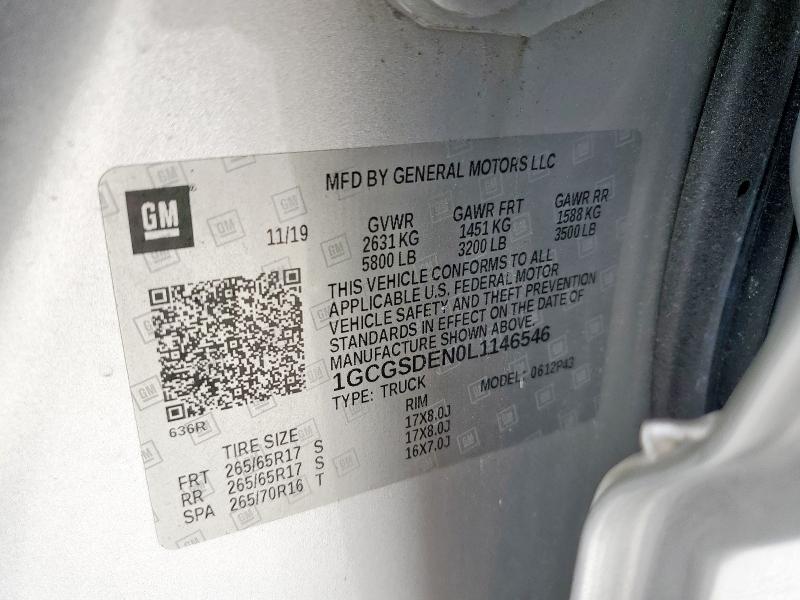 MFD BY GENERAL MOTORS LLC
GM
11/19
GVWR GAWR FRT GAWR RR
2631 KG 1451 KG 1588 KG
5800 LB 3200 LB 3500 LB
THIS VEHICLE CONFORMS TO ALL
APPLICABLE U.S. FEDERAL MOTOR
VEHICLE SAFETY AND THEFT PREVENTION
STANDARDS IN EFFECT ON THE DATE OF
MANUFACTURE SHOWN ABOVE.
1GCGSDEN0L1146546
TYPE: TRUCK MODEL: 0612P43
636R
TIRE SIZE RIM
FRT 265/65R17 S 17X8.0J
RR 265/65R17 S 17X8.0J
SPA 265/70R16 T 16X7.0J